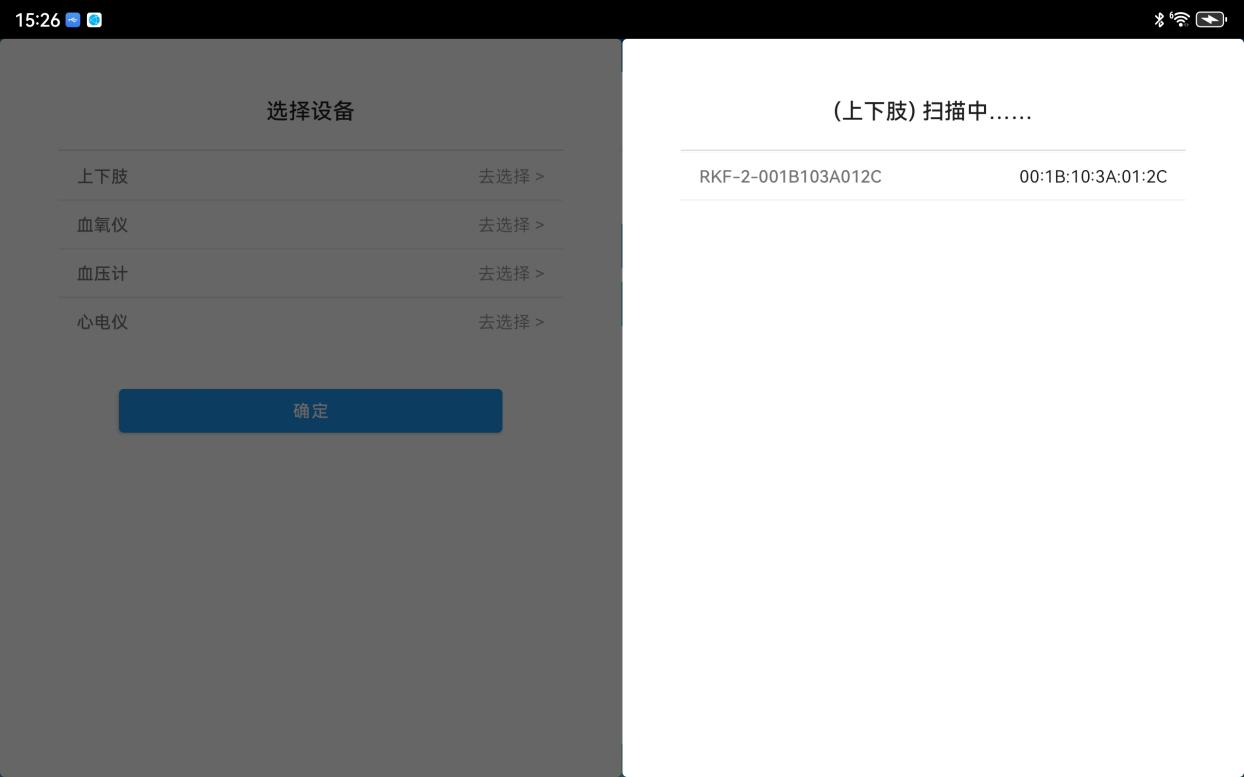 15:26
选择设备
上下肢 去选择 >
血氧仪 去选择 >
血压计 去选择 >
心电仪 去选择 >
确定
(上下肢) 扫描中……
RKF-2-001B103A012C 00:1B:10:3A:01:2C